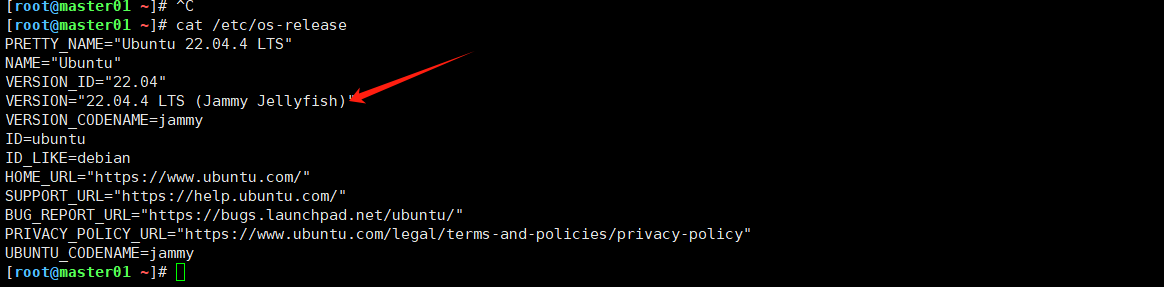 [root@master01 ~]# ^C
[root@master01 ~]# cat /etc/os-release
PRETTY_NAME="Ubuntu 22.04.4 LTS"
NAME="Ubuntu"
VERSION_ID="22.04"
VERSION="22.04.4 LTS (Jammy Jellyfish)"
VERSION_CODENAME=jammy
ID=ubuntu
ID_LIKE=debian
HOME_URL="https://www.ubuntu.com/"
SUPPORT_URL="https://help.ubuntu.com/"
BUG_REPORT_URL="https://bugs.launchpad.net/ubuntu/"
PRIVACY_POLICY_URL="https://www.ubuntu.com/legal/terms-and-policies/privacy-policy"
UBUNTU_CODENAME=jammy
[root@master01 ~]#